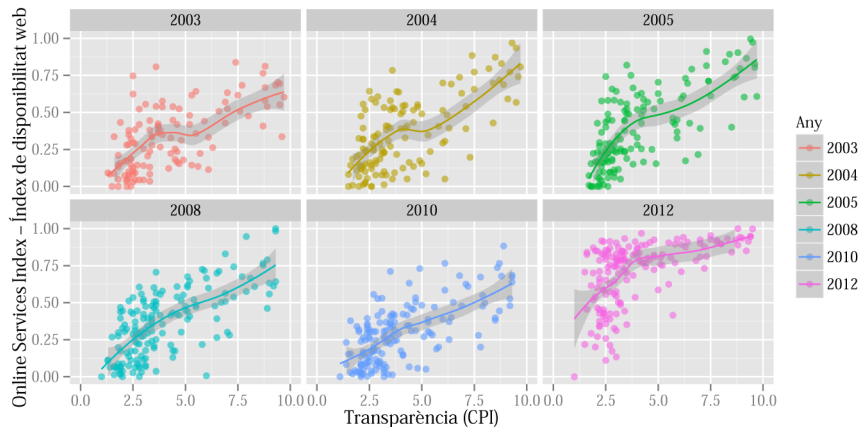 2003 2004 2005
1.00
0.75
0.50
0.25
0.00
2008 2010 2012
1.00
0.75
0.50
0.25
0.00
0.0 2.5 5.0 7.5 10.0 0.0 2.5 5.0 7.5 10.0 0.0 2.5 5.0 7.5 10.0
Transparència (CPI)
Online Services Index – Índex de disponibilitat web
Any
2003
2004
2005
2008
2010
2012